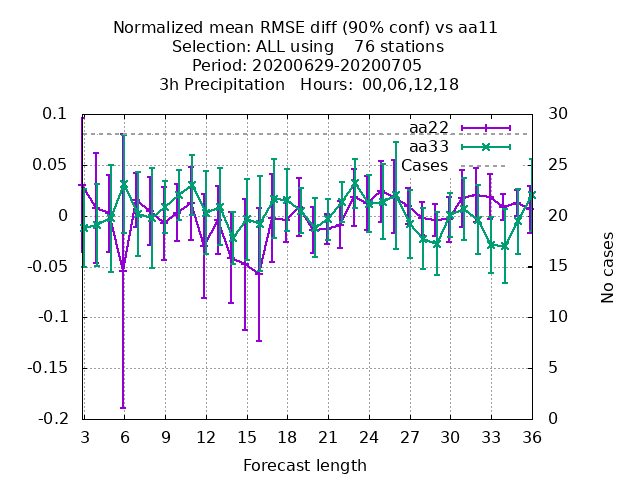 Normalized mean RMSE diff (90% conf) vs aa11
Selection: ALL using    76 stations
Period: 20200629-20200705
3h Precipitation   Hours:  00,06,12,18
0.1
0.05
0
-0.05
-0.1
-0.15
-0.2
30
25
20
15
10
5
0
aa22
aa33
Cases
No cases
3 6 9 12 15 18 21 24 27 30 33 36
Forecast length